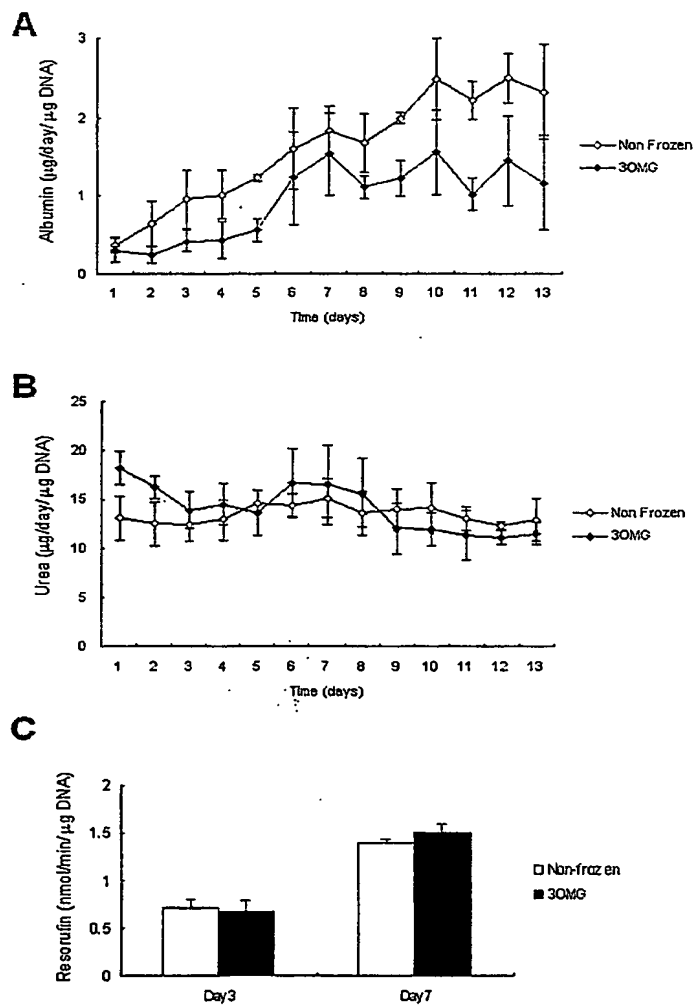 A
Albumin (µg/day/µg DNA)
3
2
1
0
1 2 3 4 5 6 7 8 9 10 11 12 13
Time (days)
Non Frozen
3OMG
B
Urea (µg/day/µg DNA)
25
20
15
10
5
0
1 2 3 4 5 6 7 8 9 10 11 12 13
Time (days)
Non Frozen
3OMG
C
Resorufin (nmol/min/µg DNA)
2
1.5
1
0.5
0
Day3 Day7
Non-frozen
3OMG